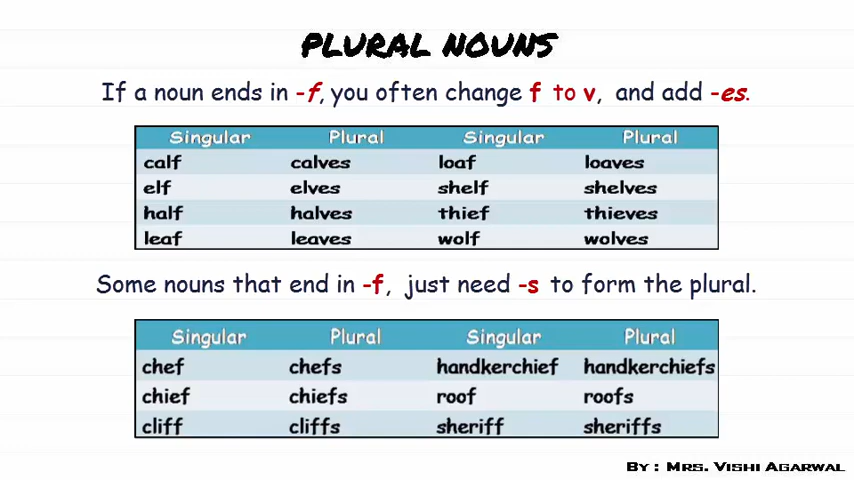 PLURAL NOUNS
If a noun ends in -f, you often change f to v, and add -es.
Singular Plural Singular Plural
calf calves loaf loaves
elf elves shelf shelves
half halves thief thieves
leaf leaves wolf wolves
Some nouns that end in -f, just need -s to form the plural.
Singular Plural Singular Plural
chef chefs handkerchief handkerchiefs
chief chiefs roof roofs
cliff cliffs sheriff sheriffs
By : Mrs. Vishi Agarwal